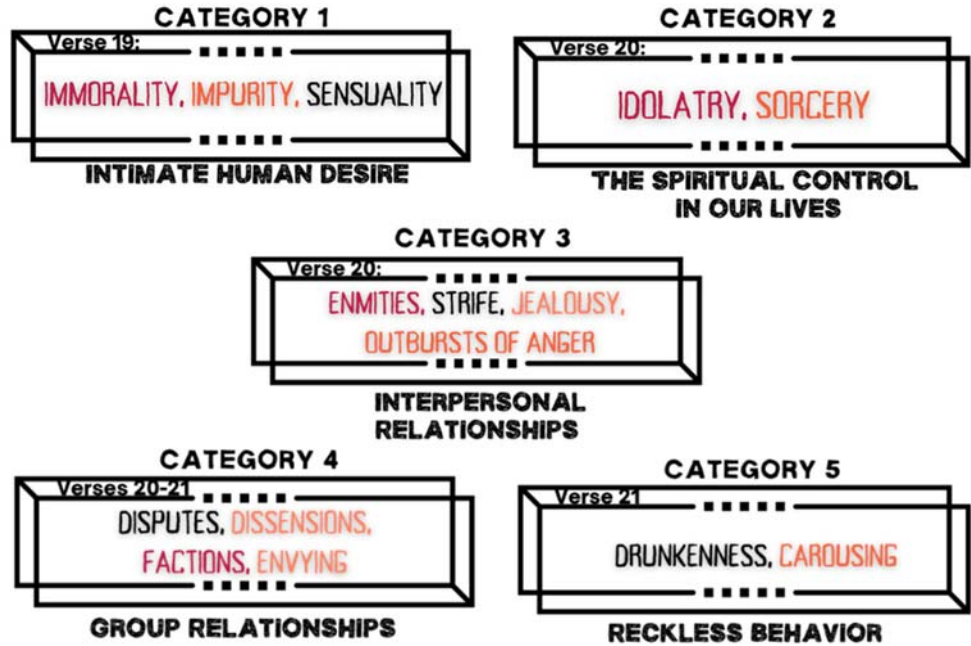 CATEGORY 1
Verse 19:
IMMORALITY, IMPURITY, SENSUALITY
INTIMATE HUMAN DESIRE
CATEGORY 2
Verse 20:
IDOLATRY, SORCERY
THE SPIRITUAL CONTROL
IN OUR LIVES
CATEGORY 3
Verse 20:
ENMITIES, STRIFE, JEALOUSY,
OUTBURSTS OF ANGER
INTERPERSONAL
RELATIONSHIPS
CATEGORY 4
Verses 20-21
DISPUTES, DISSENSIONS,
FACTIONS, ENVYING
GROUP RELATIONSHIPS
CATEGORY 5
Verse 21
DRUNKENNESS, CAROUSING
RECKLESS BEHAVIOR